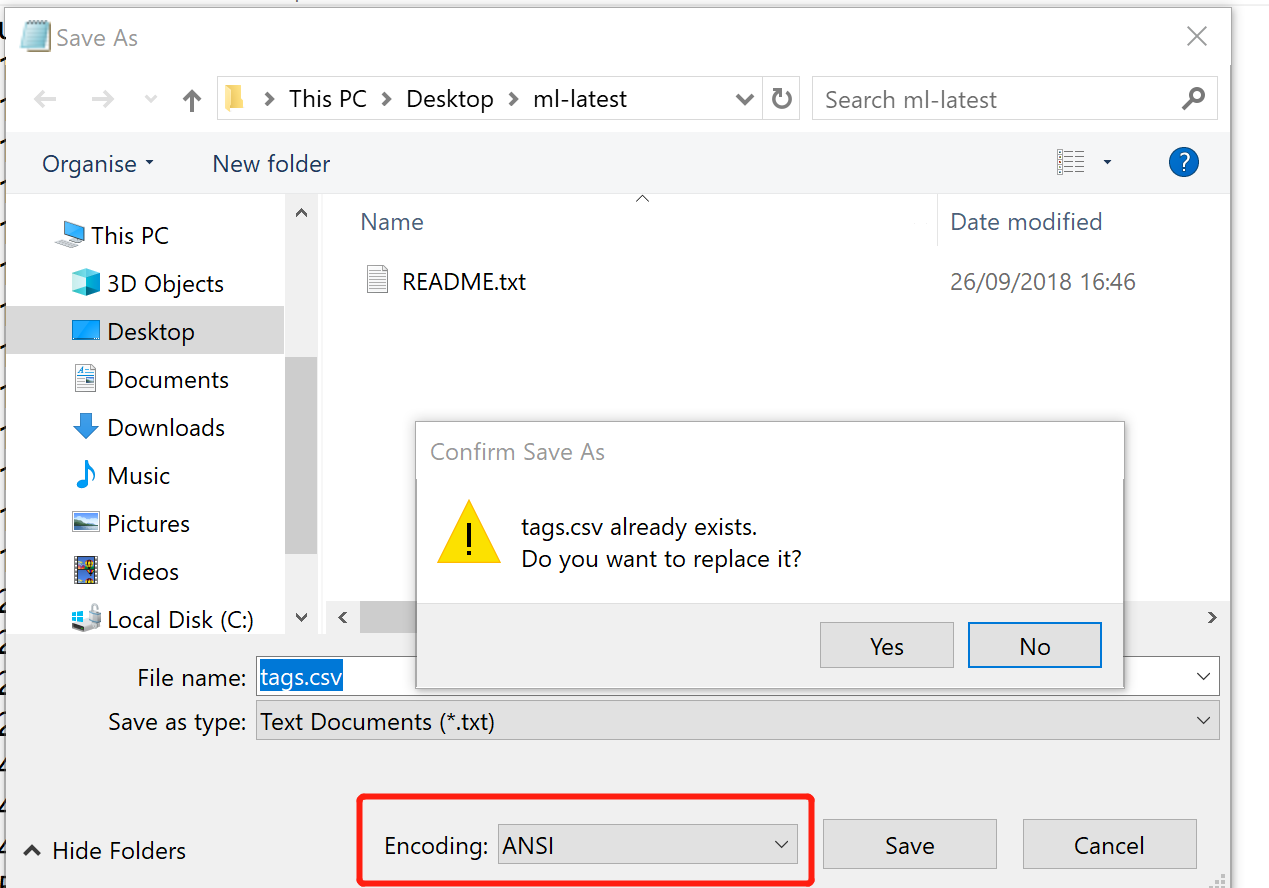 Save As
This PC
Desktop
ml-latest
Search ml-latest
Organise
New folder
?
Name
Date modified
This PC
3D Objects
Desktop
Documents
Downloads
Music
Pictures
Videos
Local Disk (C:)
README.txt
26/09/2018 16:46
Confirm Save As
tags.csv already exists.
Do you want to replace it?
Yes
No
File name: tags.csv
Save as type: Text Documents (*.txt)
Hide Folders
Encoding: ANSI
Save
Cancel